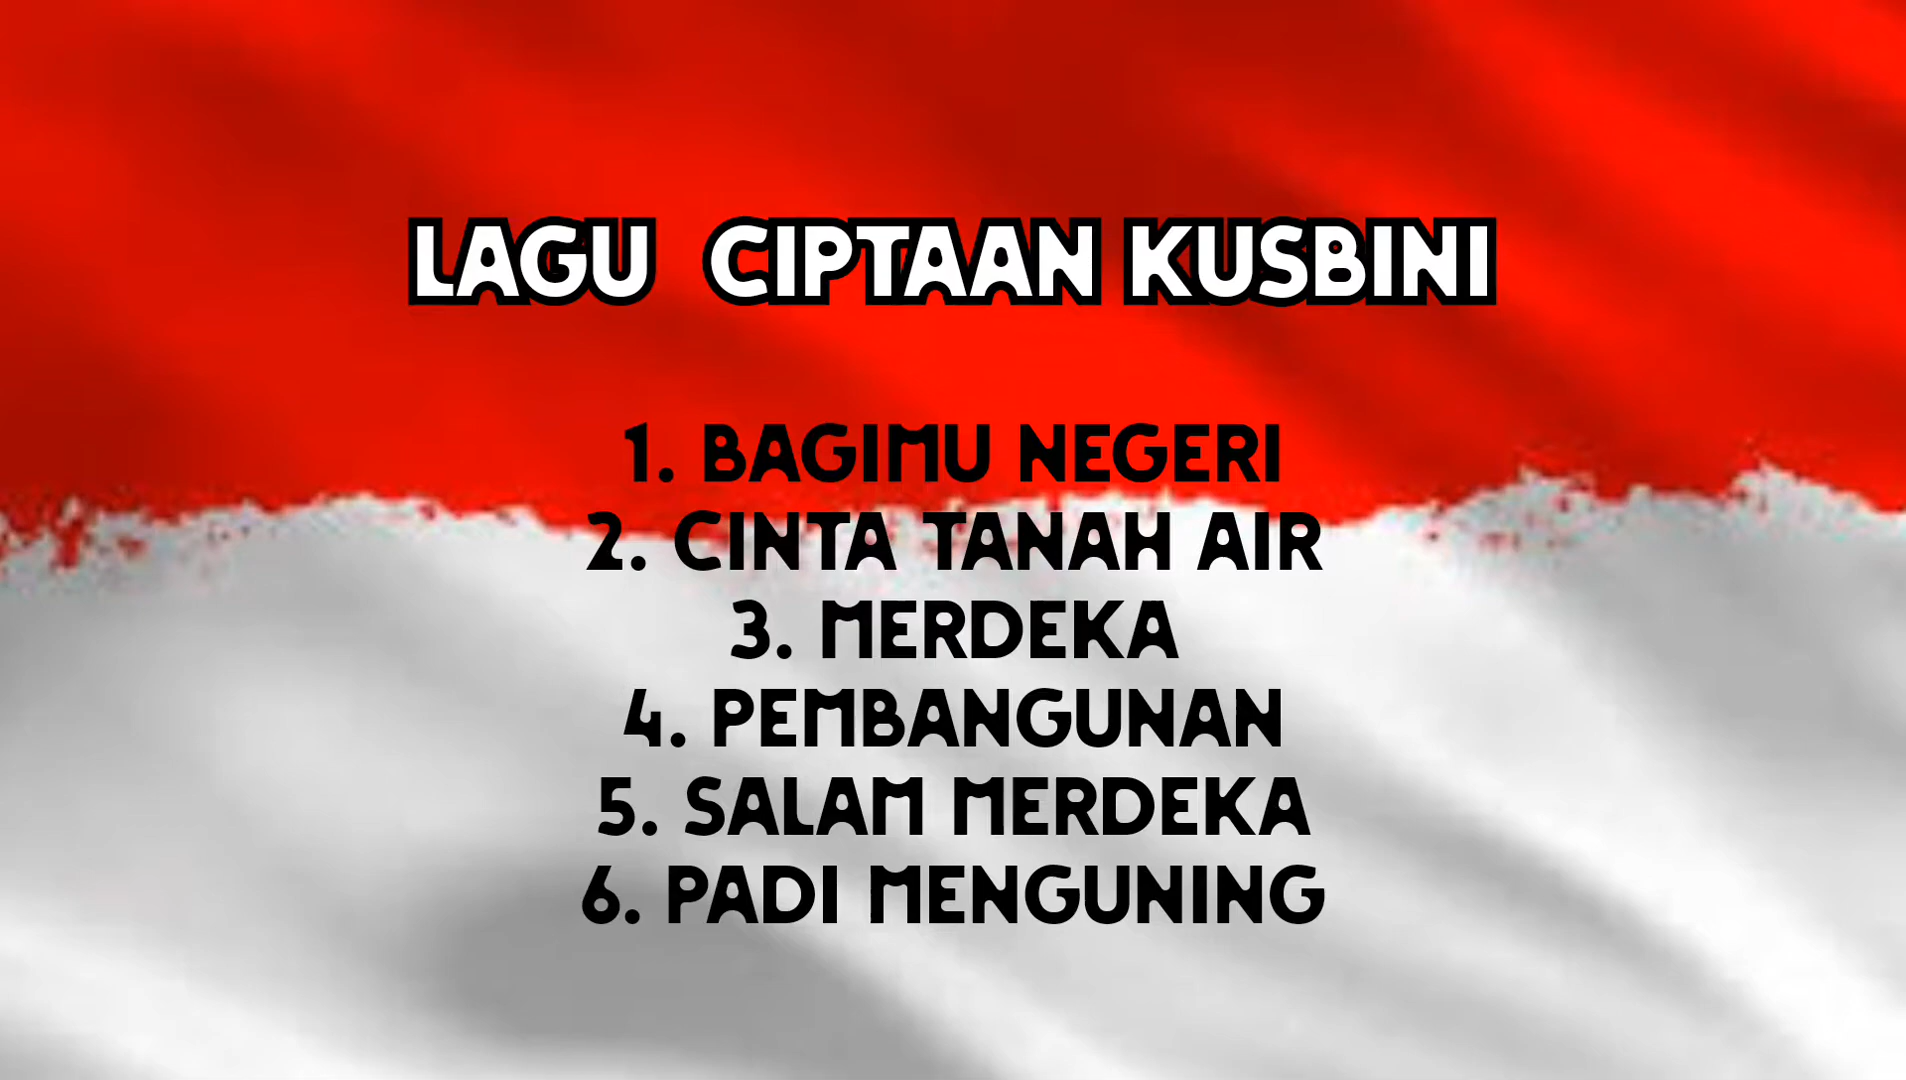 LAGU CIPTAAN KUSBINI
1. BAGIMU NEGERI
2. CINTA TANAH AIR
3. MERDEKA
4. PEMBANGUNAN
5. SALAM MERDEKA
6. PADI MENGUNING